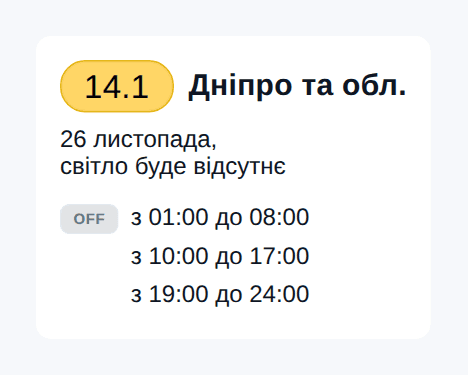 14.1 Дніпро та обл.
26 листопада,
світло буде відсутнє
OFF з 01:00 до 08:00
з 10:00 до 17:00
з 19:00 до 24:00